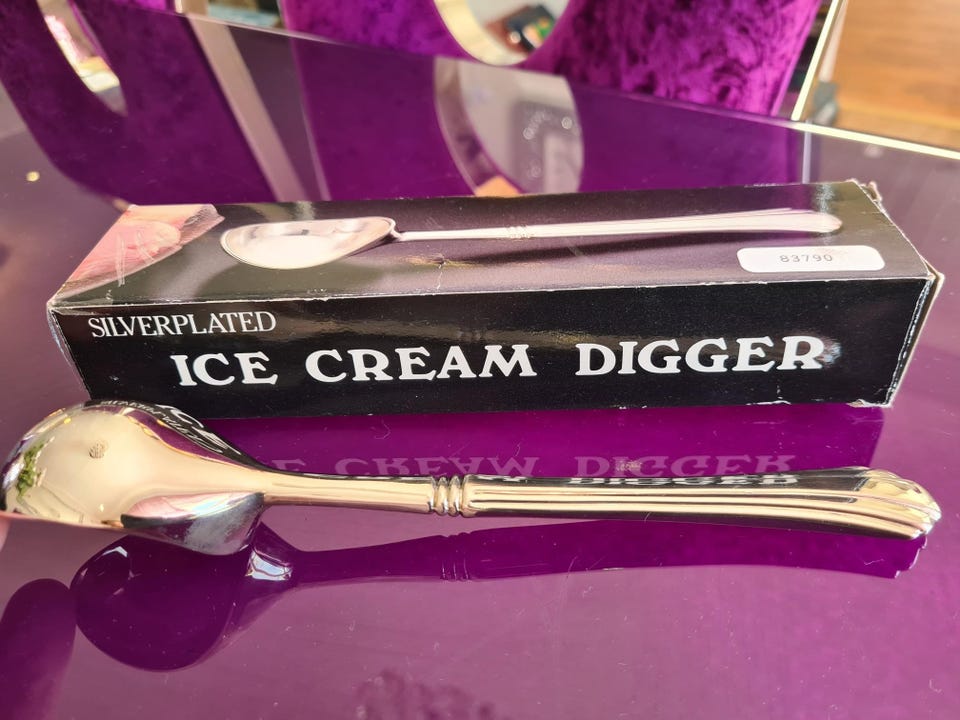 83790
SILVERPLATED
ICE CREAM DIGGER